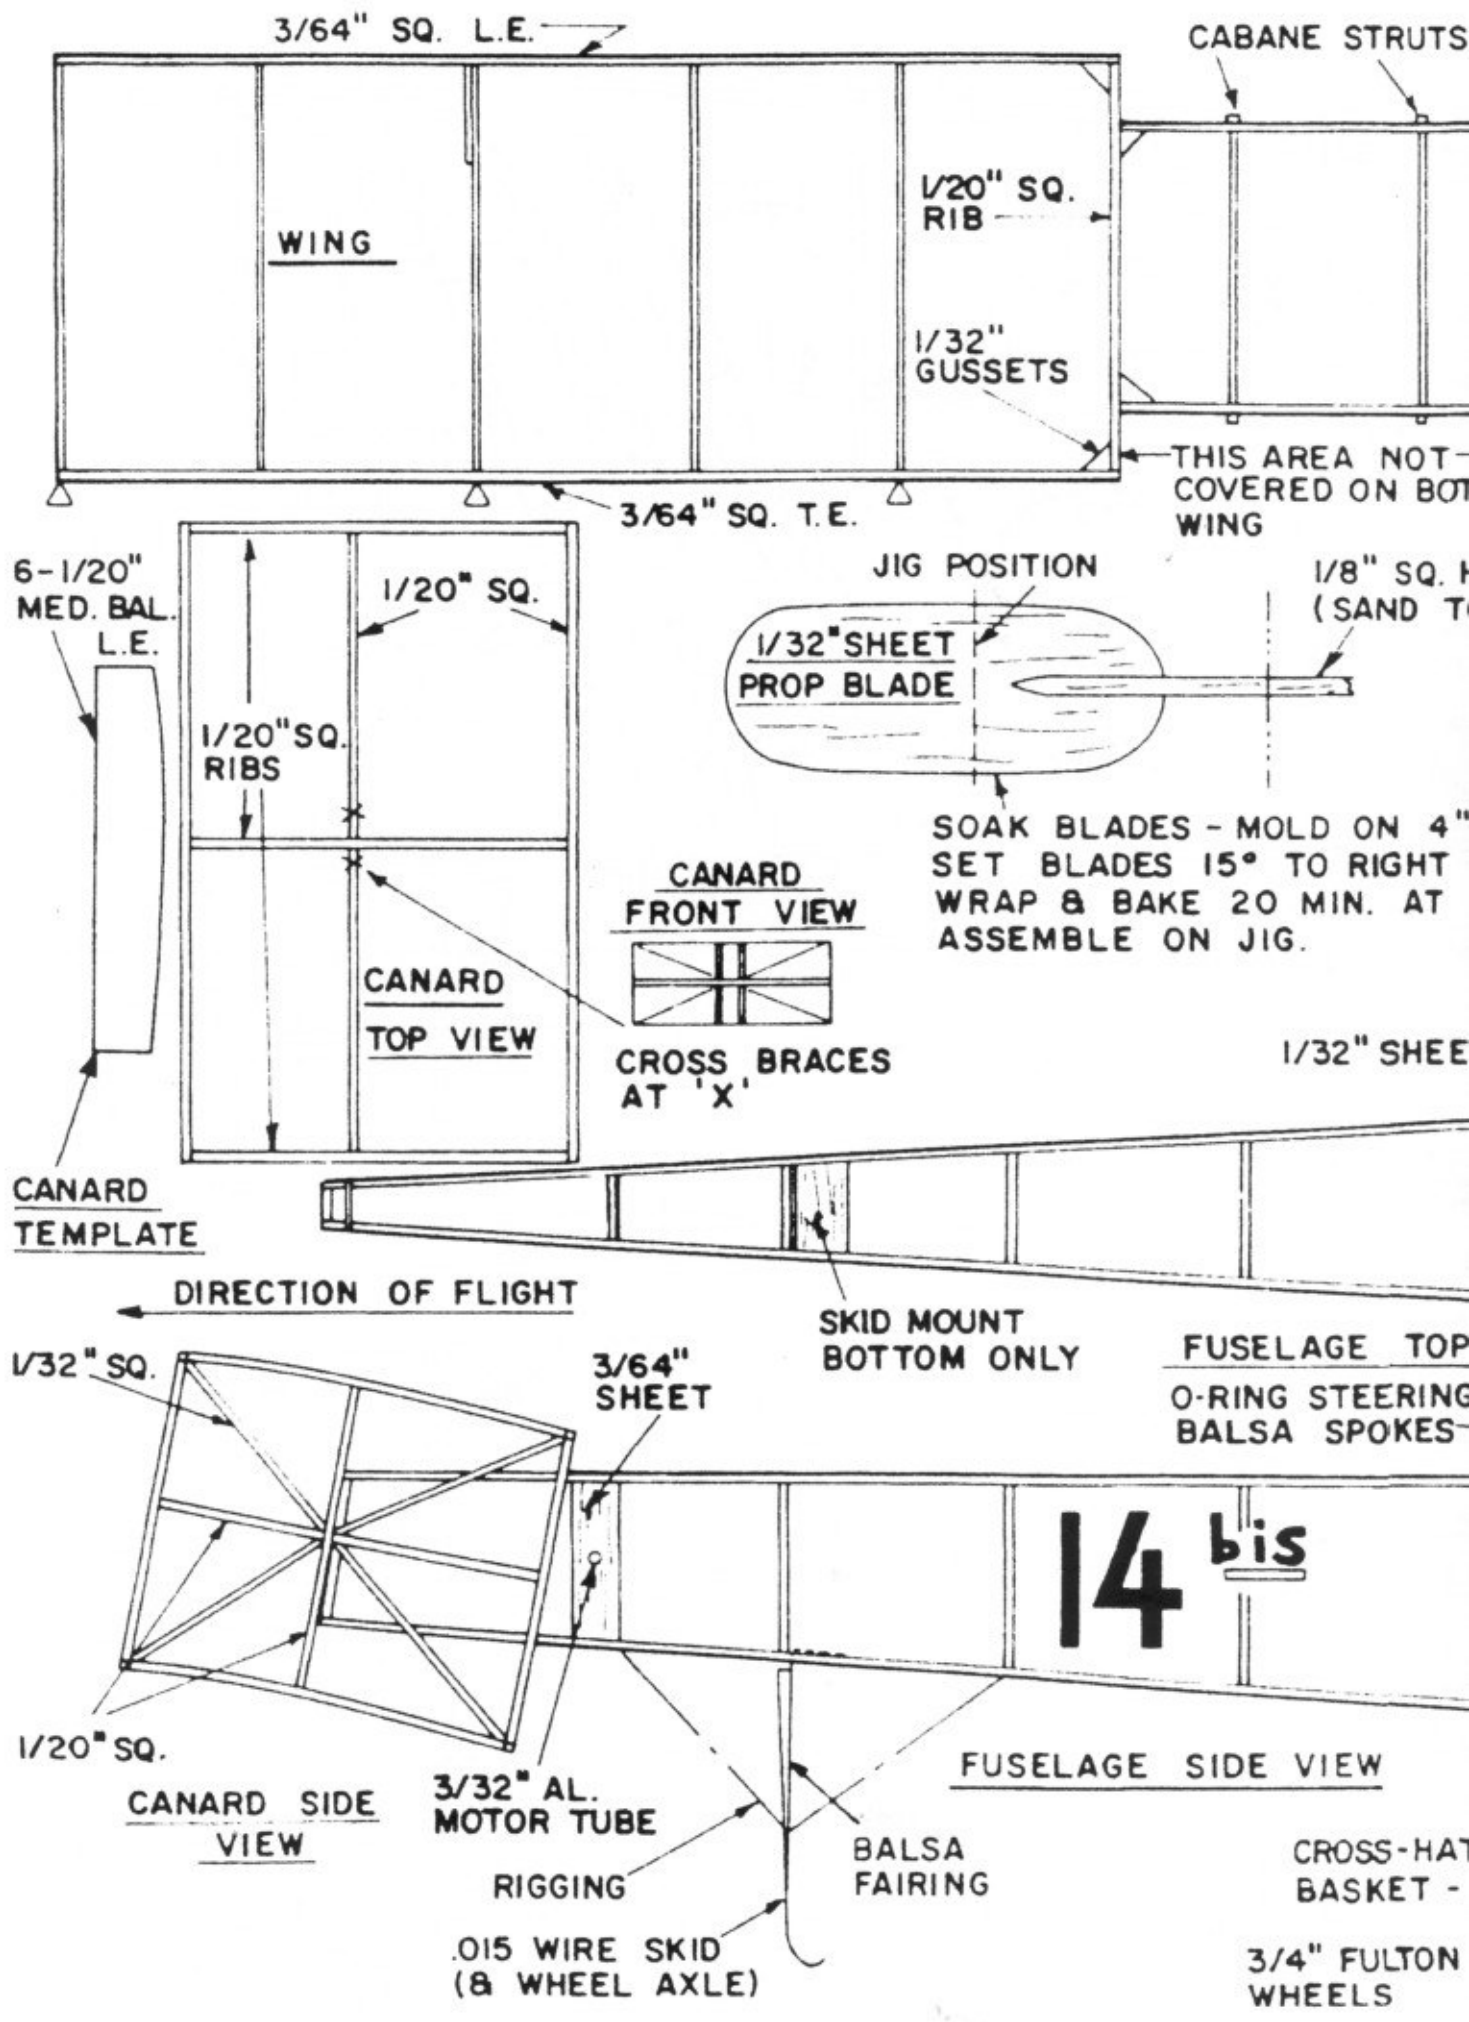 3/64" SQ. L.E.
CABANE STRUTS
WING
1/20" SQ.
RIB
1/32"
GUSSETS
3/64" SQ. T.E.
THIS AREA NOT
COVERED ON BOT
WING
6-1/20"
MED. BAL.
L.E.
1/20" SQ.
1/20" SQ.
RIBS
JIG POSITION
1/8" SQ. H
(SAND TO
1/32" SHEET
PROP BLADE
SOAK BLADES - MOLD ON 4"
SET BLADES 15° TO RIGHT
WRAP & BAKE 20 MIN. AT
ASSEMBLE ON JIG.
CANARD
FRONT VIEW
CANARD
TOP VIEW
CROSS BRACES
AT 'X'
1/32" SHEE
CANARD
TEMPLATE
DIRECTION OF FLIGHT
SKID MOUNT
BOTTOM ONLY
FUSELAGE TOP
O-RING STEERING
BALSA SPOKES-
1/32" SQ.
3/64"
SHEET
14 bis
1/20" SQ.
CANARD SIDE
VIEW
3/32" AL.
MOTOR TUBE
FUSELAGE SIDE VIEW
RIGGING
BALSA
FAIRING
.015 WIRE SKID
(& WHEEL AXLE)
CROSS-HAT
BASKET -
3/4" FULTON
WHEELS